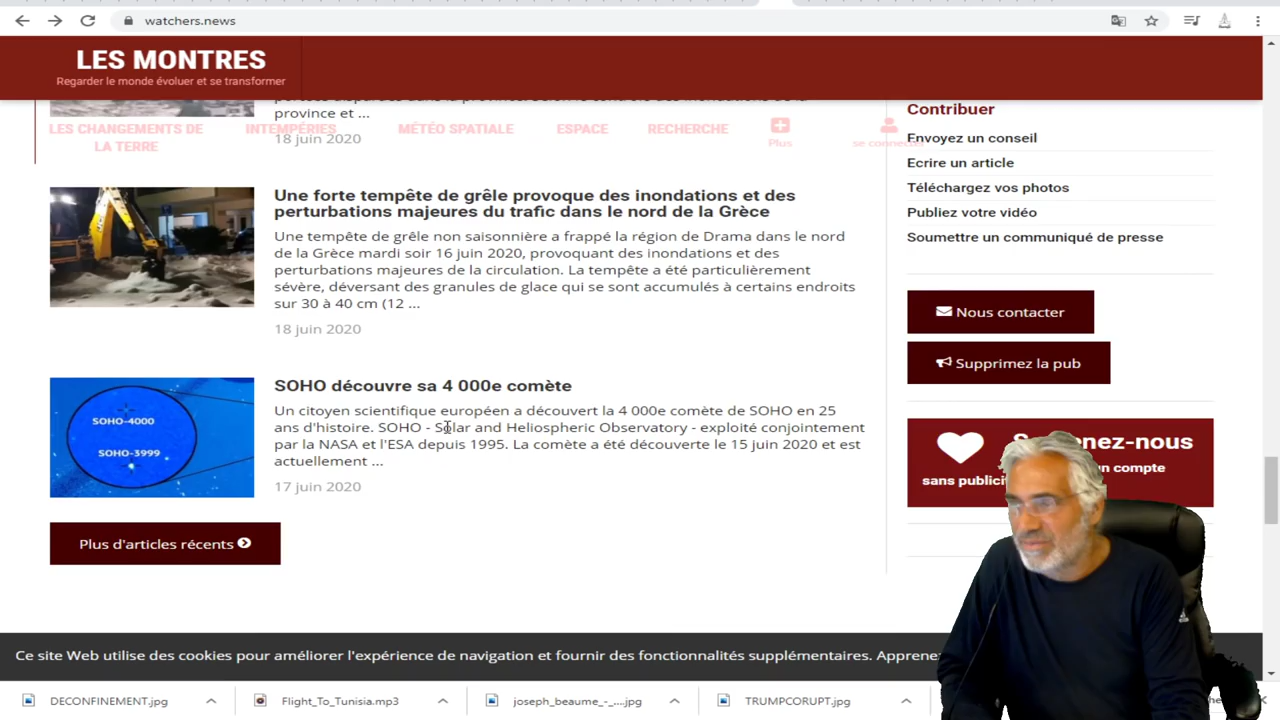 watchers.news
LES MONTRES
Regarder le monde évoluer et se transformer
LES CHANGEMENTS DE
LA TERRE
INTEMPÉRIES
MÉTÉO SPATIALE
ESPACE
RECHERCHE
Plus
se connecter
province et ...
18 juin 2020
Une forte tempête de grêle provoque des inondations et des
perturbations majeures du trafic dans le nord de la Grèce
Une tempête de grêle non saisonnière a frappé la région de Drama dans le nord
de la Grèce mardi soir 16 juin 2020, provoquant des inondations et des
perturbations majeures de la circulation. La tempête a été particulièrement
sévère, déversant des granules de glace qui se sont accumulés à certains endroits
sur 30 à 40 cm (12 ...
18 juin 2020
SOHO-4000
SOHO-3999
SOHO découvre sa 4 000e comète
Un citoyen scientifique européen a découvert la 4 000e comète de SOHO en 25
ans d'histoire. SOHO - Solar and Heliospheric Observatory - exploité conjointement
par la NASA et l'ESA depuis 1995. La comète a été découverte le 15 juin 2020 et est
actuellement ...
17 juin 2020
Plus d'articles récents
Contribuer
Envoyez un conseil
Ecrire un article
Téléchargez vos photos
Publiez votre vidéo
Soumettre un communiqué de presse
Nous contacter
Supprimez la pub
un compte
sans
Ce site Web utilise des cookies pour améliorer l'expérience de navigation et fournir des fonctionnalités supplémentaires.
DECONFINEMENT.jpg
Flight_To_Tunisia.mp3
joseph_beaume_-_....jpg
TRUMPCORUPT.jpg